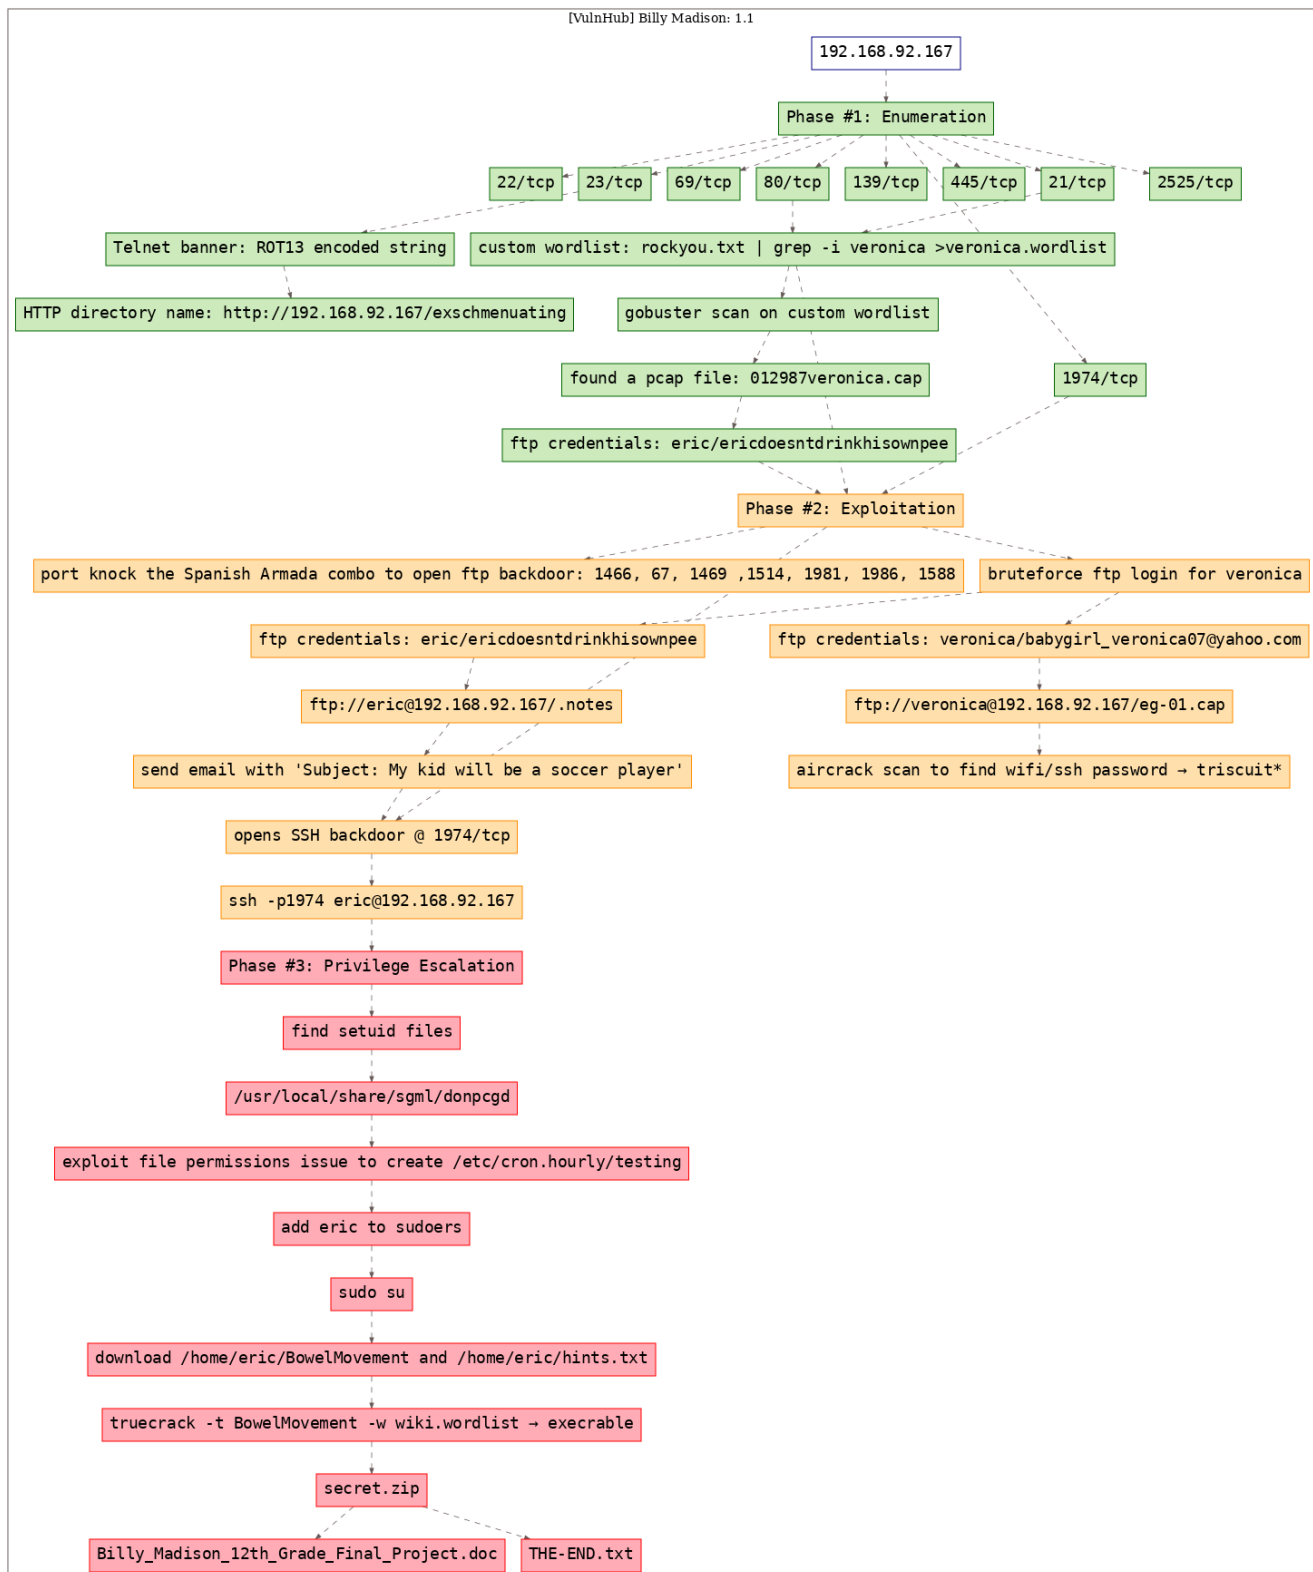 [VulnHub] Billy Madison: 1.1
192.168.92.167
Phase #1: Enumeration
22/tcp
23/tcp
69/tcp
80/tcp
139/tcp
445/tcp
21/tcp
2525/tcp
Telnet banner: ROT13 encoded string
custom wordlist: rockyou.txt | grep -i veronica >veronica.wordlist
HTTP directory name: http://192.168.92.167/exschmenuating
gobuster scan on custom wordlist
found a pcap file: 012987veronica.cap
1974/tcp
ftp credentials: eric/ericdoesntdrinkhisownpee
Phase #2: Exploitation
port knock the Spanish Armada combo to open ftp backdoor: 1466, 67, 1469 ,1514, 1981, 1986, 1588
bruteforce ftp login for veronica
ftp credentials: eric/ericdoesntdrinkhisownpee
ftp credentials: veronica/babygirl_veronica07@yahoo.com
ftp://eric@192.168.92.167/.notes
ftp://veronica@192.168.92.167/eg-01.cap
send email with 'Subject: My kid will be a soccer player'
aircrack scan to find wifi/ssh password → triscuit*
opens SSH backdoor @ 1974/tcp
ssh -p1974 eric@192.168.92.167
Phase #3: Privilege Escalation
find setuid files
/usr/local/share/sgml/donpcgd
exploit file permissions issue to create /etc/cron.hourly/testing
add eric to sudoers
sudo su
download /home/eric/BowelMovement and /home/eric/hints.txt
truecrack -t BowelMovement -w wiki.wordlist → execrable
secret.zip
Billy_Madison_12th_Grade_Final_Project.doc
THE-END.txt